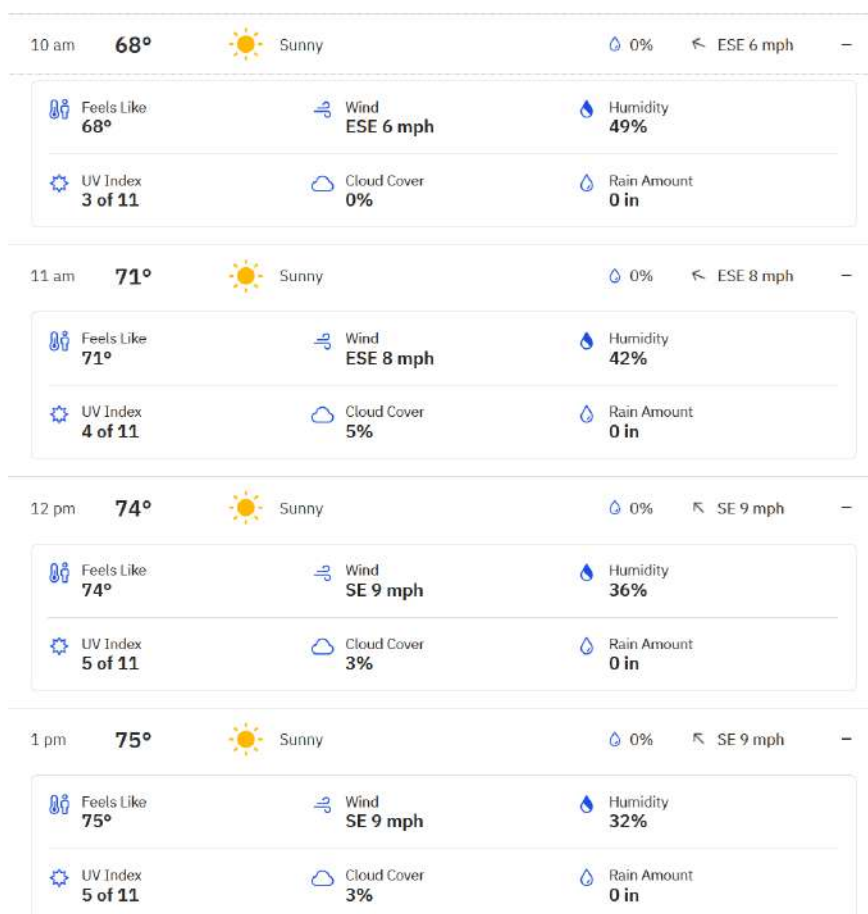 10 am 68° Sunny 0% ESE 6 mph –
Feels Like Wind Humidity
68° ESE 6 mph 49%
UV Index Cloud Cover Rain Amount
3 of 11 0% 0 in
11 am 71° Sunny 0% ESE 8 mph –
Feels Like Wind Humidity
71° ESE 8 mph 42%
UV Index Cloud Cover Rain Amount
4 of 11 5% 0 in
12 pm 74° Sunny 0% SE 9 mph –
Feels Like Wind Humidity
74° SE 9 mph 36%
UV Index Cloud Cover Rain Amount
5 of 11 3% 0 in
1 pm 75° Sunny 0% SE 9 mph –
Feels Like Wind Humidity
75° SE 9 mph 32%
UV Index Cloud Cover Rain Amount
5 of 11 3% 0 in